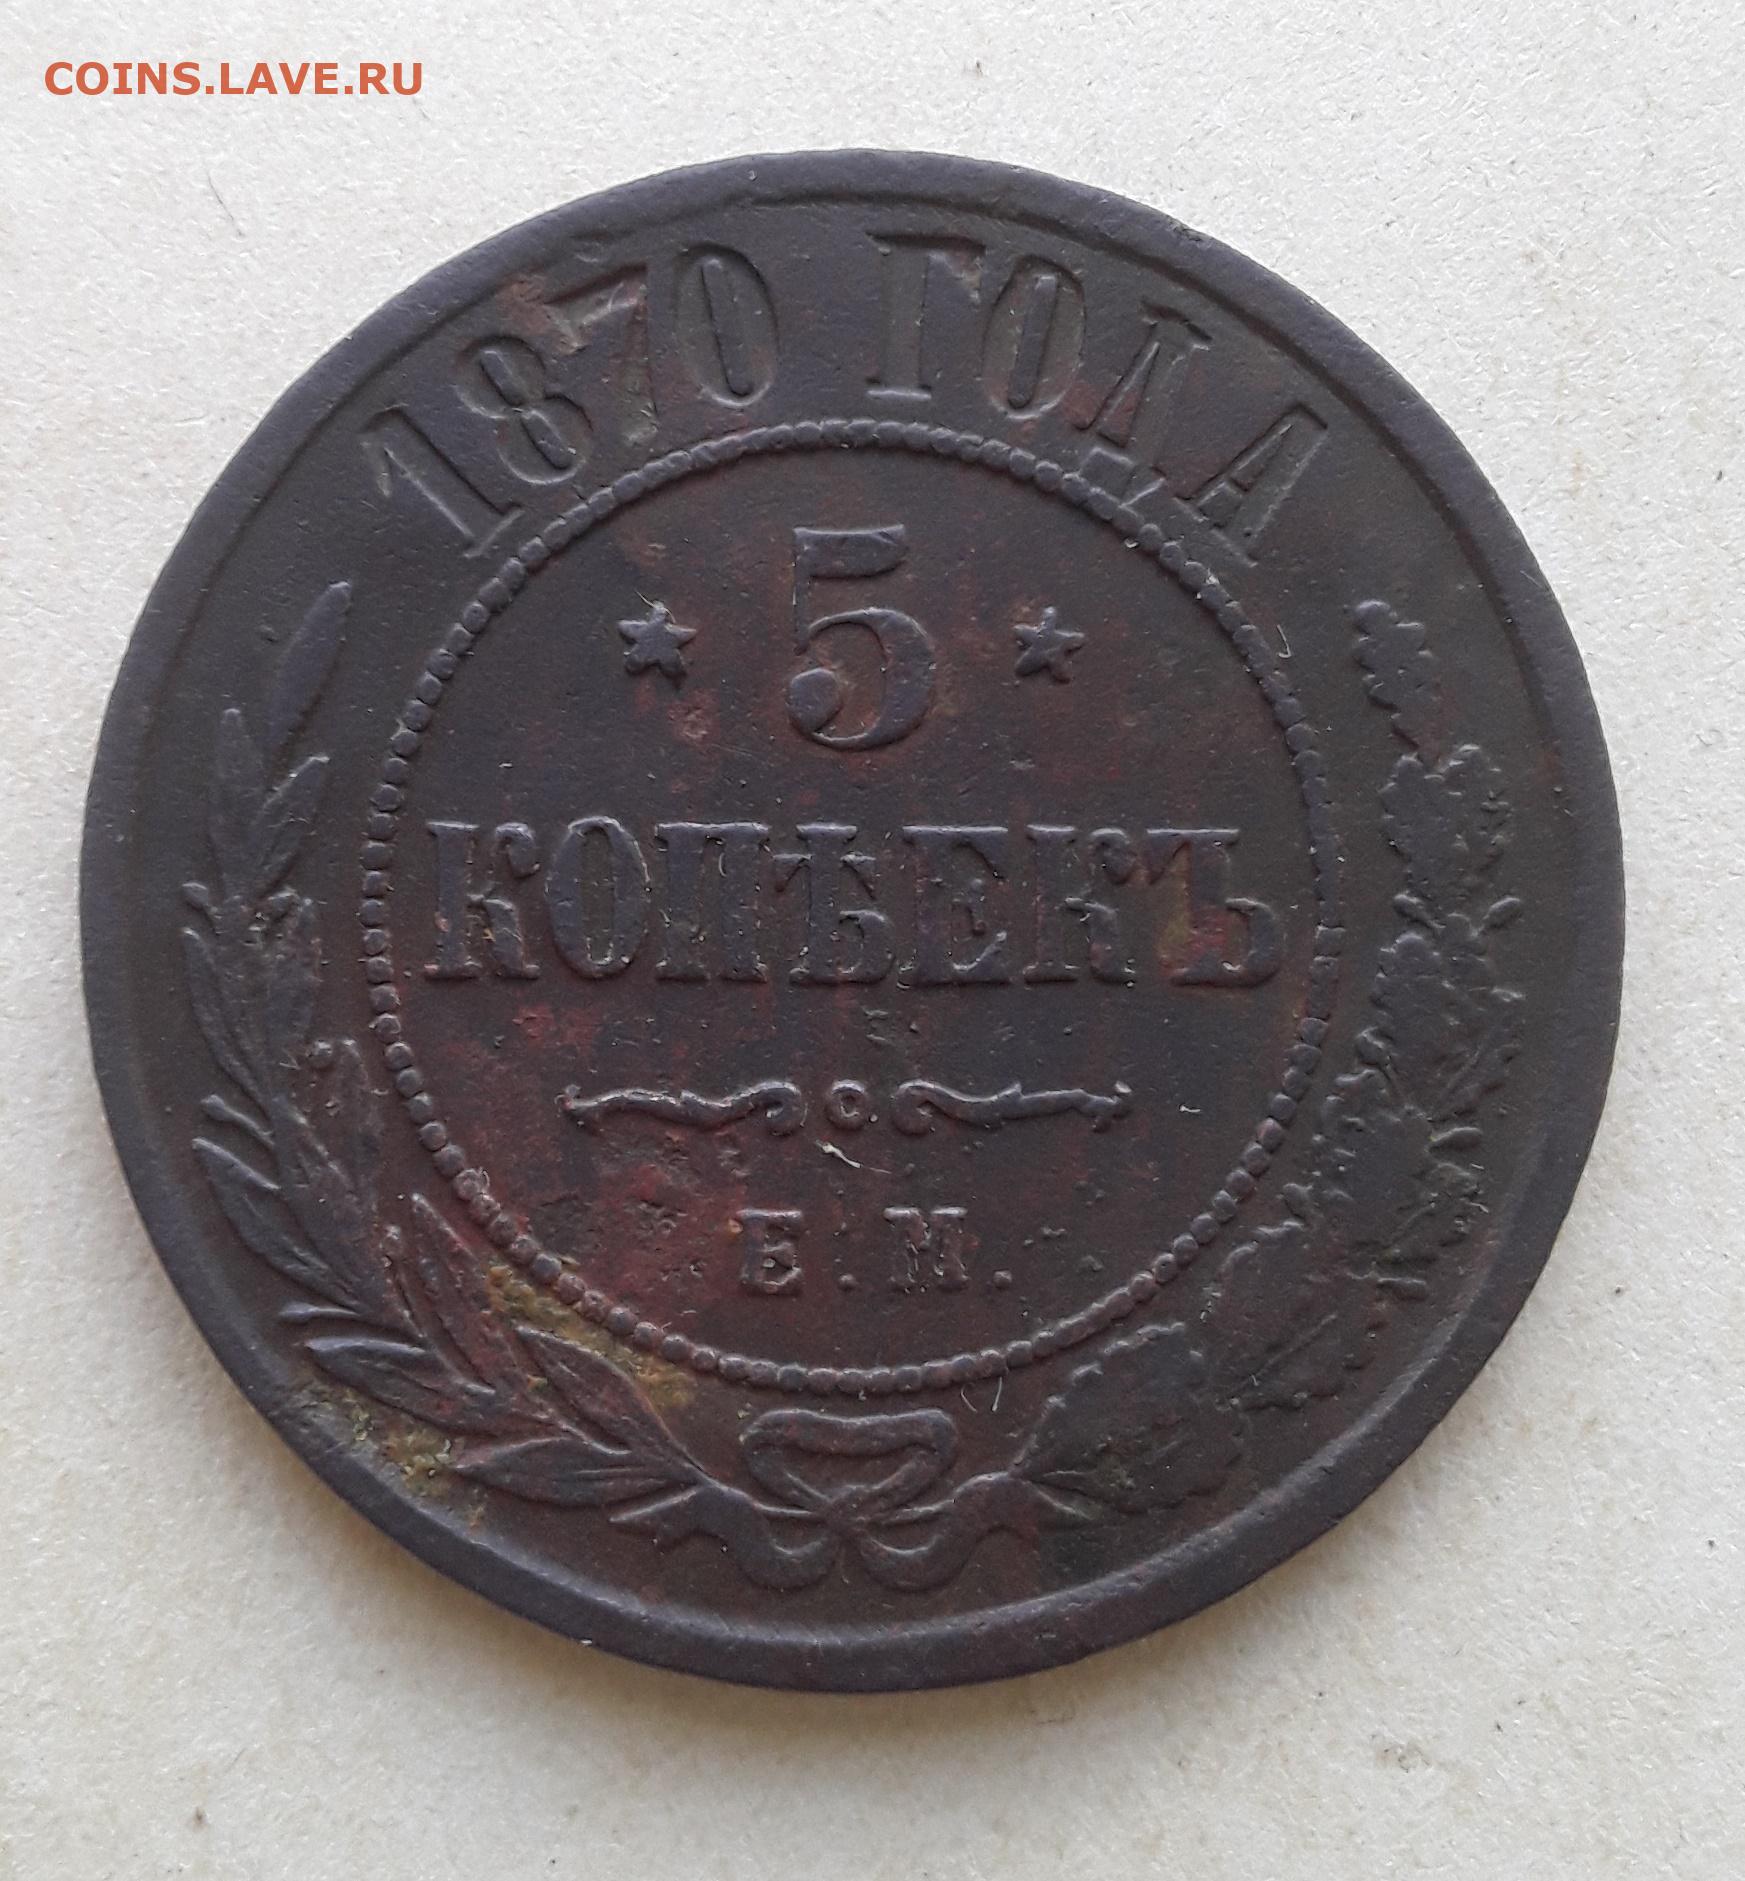 COINS.LAVE.RU
1870 ГОДА
* 5 *
КОПѢЕКЪ
Е.М.